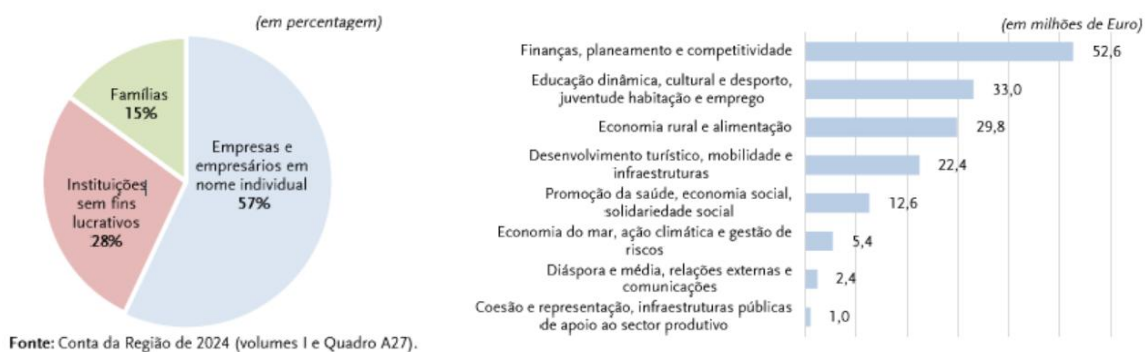 (em percentagem)
Famílias
15%
Empresas e
empresários em
nome individual
57%
Instituições
sem fins
lucrativos
28%
Fonte: Conta da Região de 2024 (volumes I e Quadro A27).
(em milhões de Euro)
Finanças, planeamento e competitividade
52,6
Educação dinâmica, cultural e desporto,
juventude habitação e emprego
33,0
Economia rural e alimentação
29,8
Desenvolvimento turístico, mobilidade e
infraestruturas
22,4
Promoção da saúde, economia social,
solidariedade social
12,6
Economia do mar, ação climática e gestão de
riscos
5,4
Diáspora e média, relações externas e
comunicações
2,4
Coesão e representação, infraestruturas públicas
de apoio ao sector produtivo
1,0